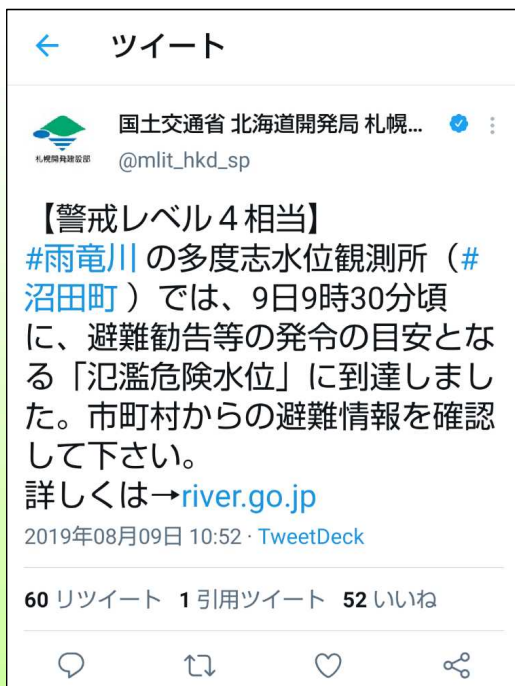 ← ツイート
国土交通省 北海道開発局 札幌...
札幌開発建設部
@mlit_hkd_sp
【警戒レベル4相当】
#雨竜川 の多度志水位観測所（#
沼田町 ）では、9日9時30分頃
に、避難勧告等の発令の目安とな
る「氾濫危険水位」に到達しまし
た。市町村からの避難情報を確認
して下さい。
詳しくは→river.go.jp
2019年08月09日 10:52 · TweetDeck
60 リツイート 1 引用ツイート 52 いいね